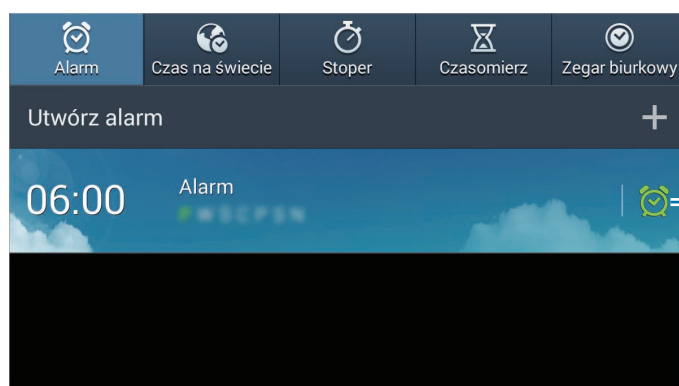 Alarm
Czas na świecie
Stoper
Czasomierz
Zegar biurkowy
Utwórz alarm
06:00
Alarm